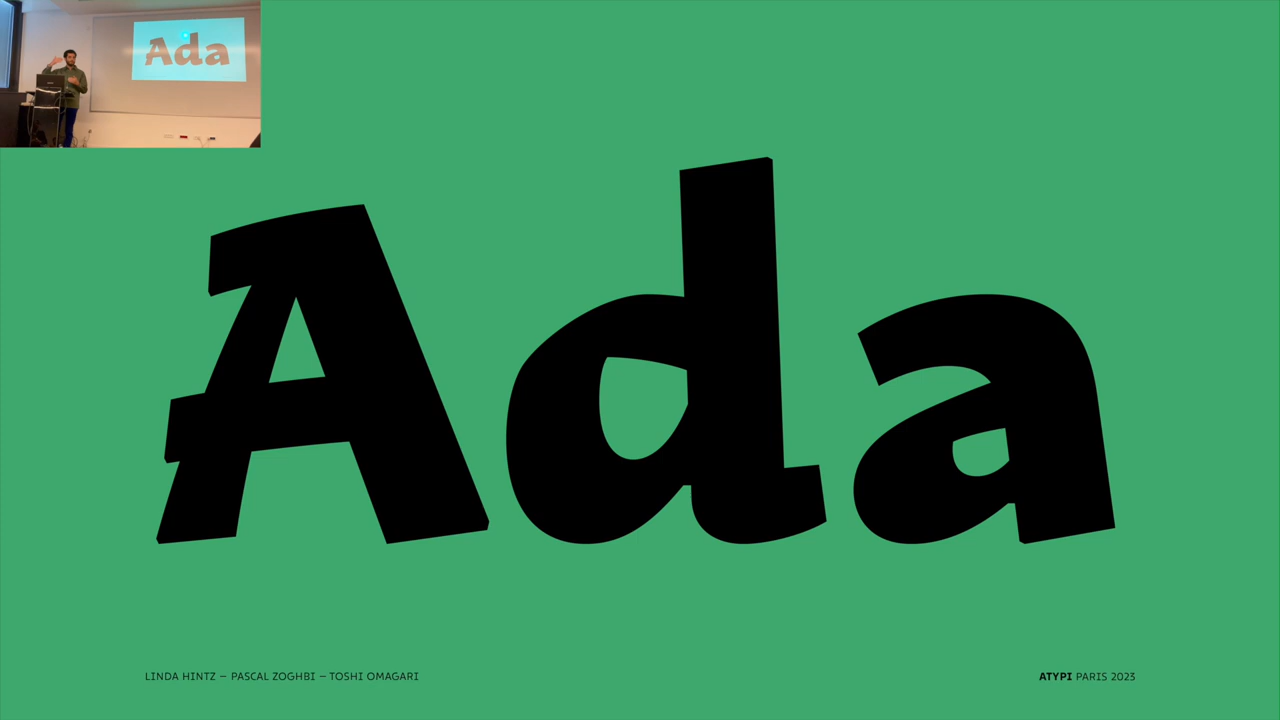 Ada
Ada
LINDA HINTZ — PASCAL ZOGHBI — TOSHI OMAGARI
ATYPI PARIS 2023